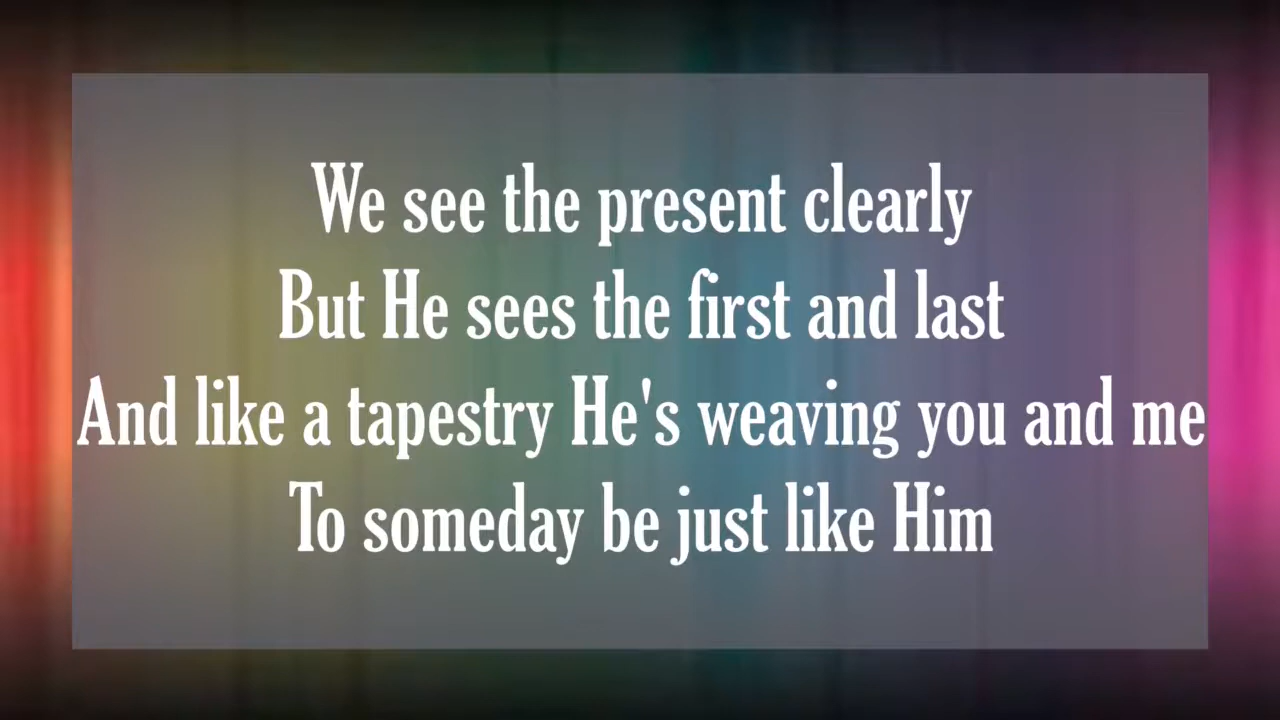 We see the present clearly
But He sees the first and last
And like a tapestry He's weaving you and me
To someday be just like Him